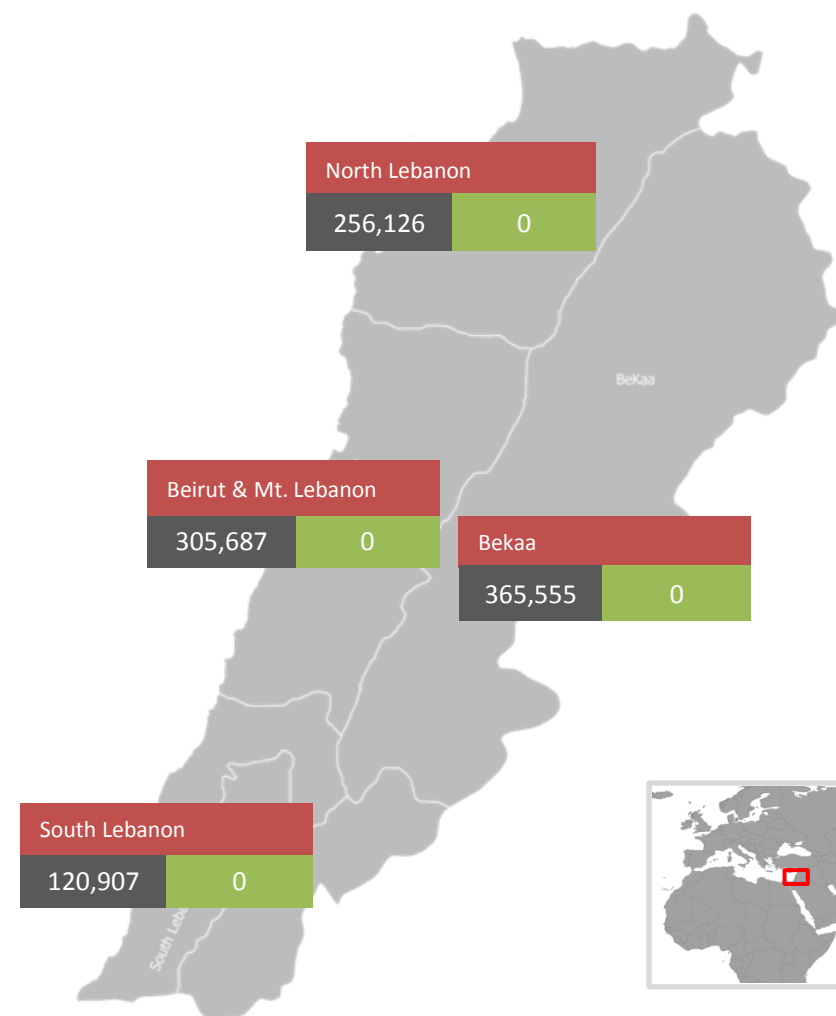 North Lebanon
256,126 0
BeKaa
Beirut & Mt. Lebanon
305,687 0
Bekaa
365,555 0
South Lebanon
120,907 0
South